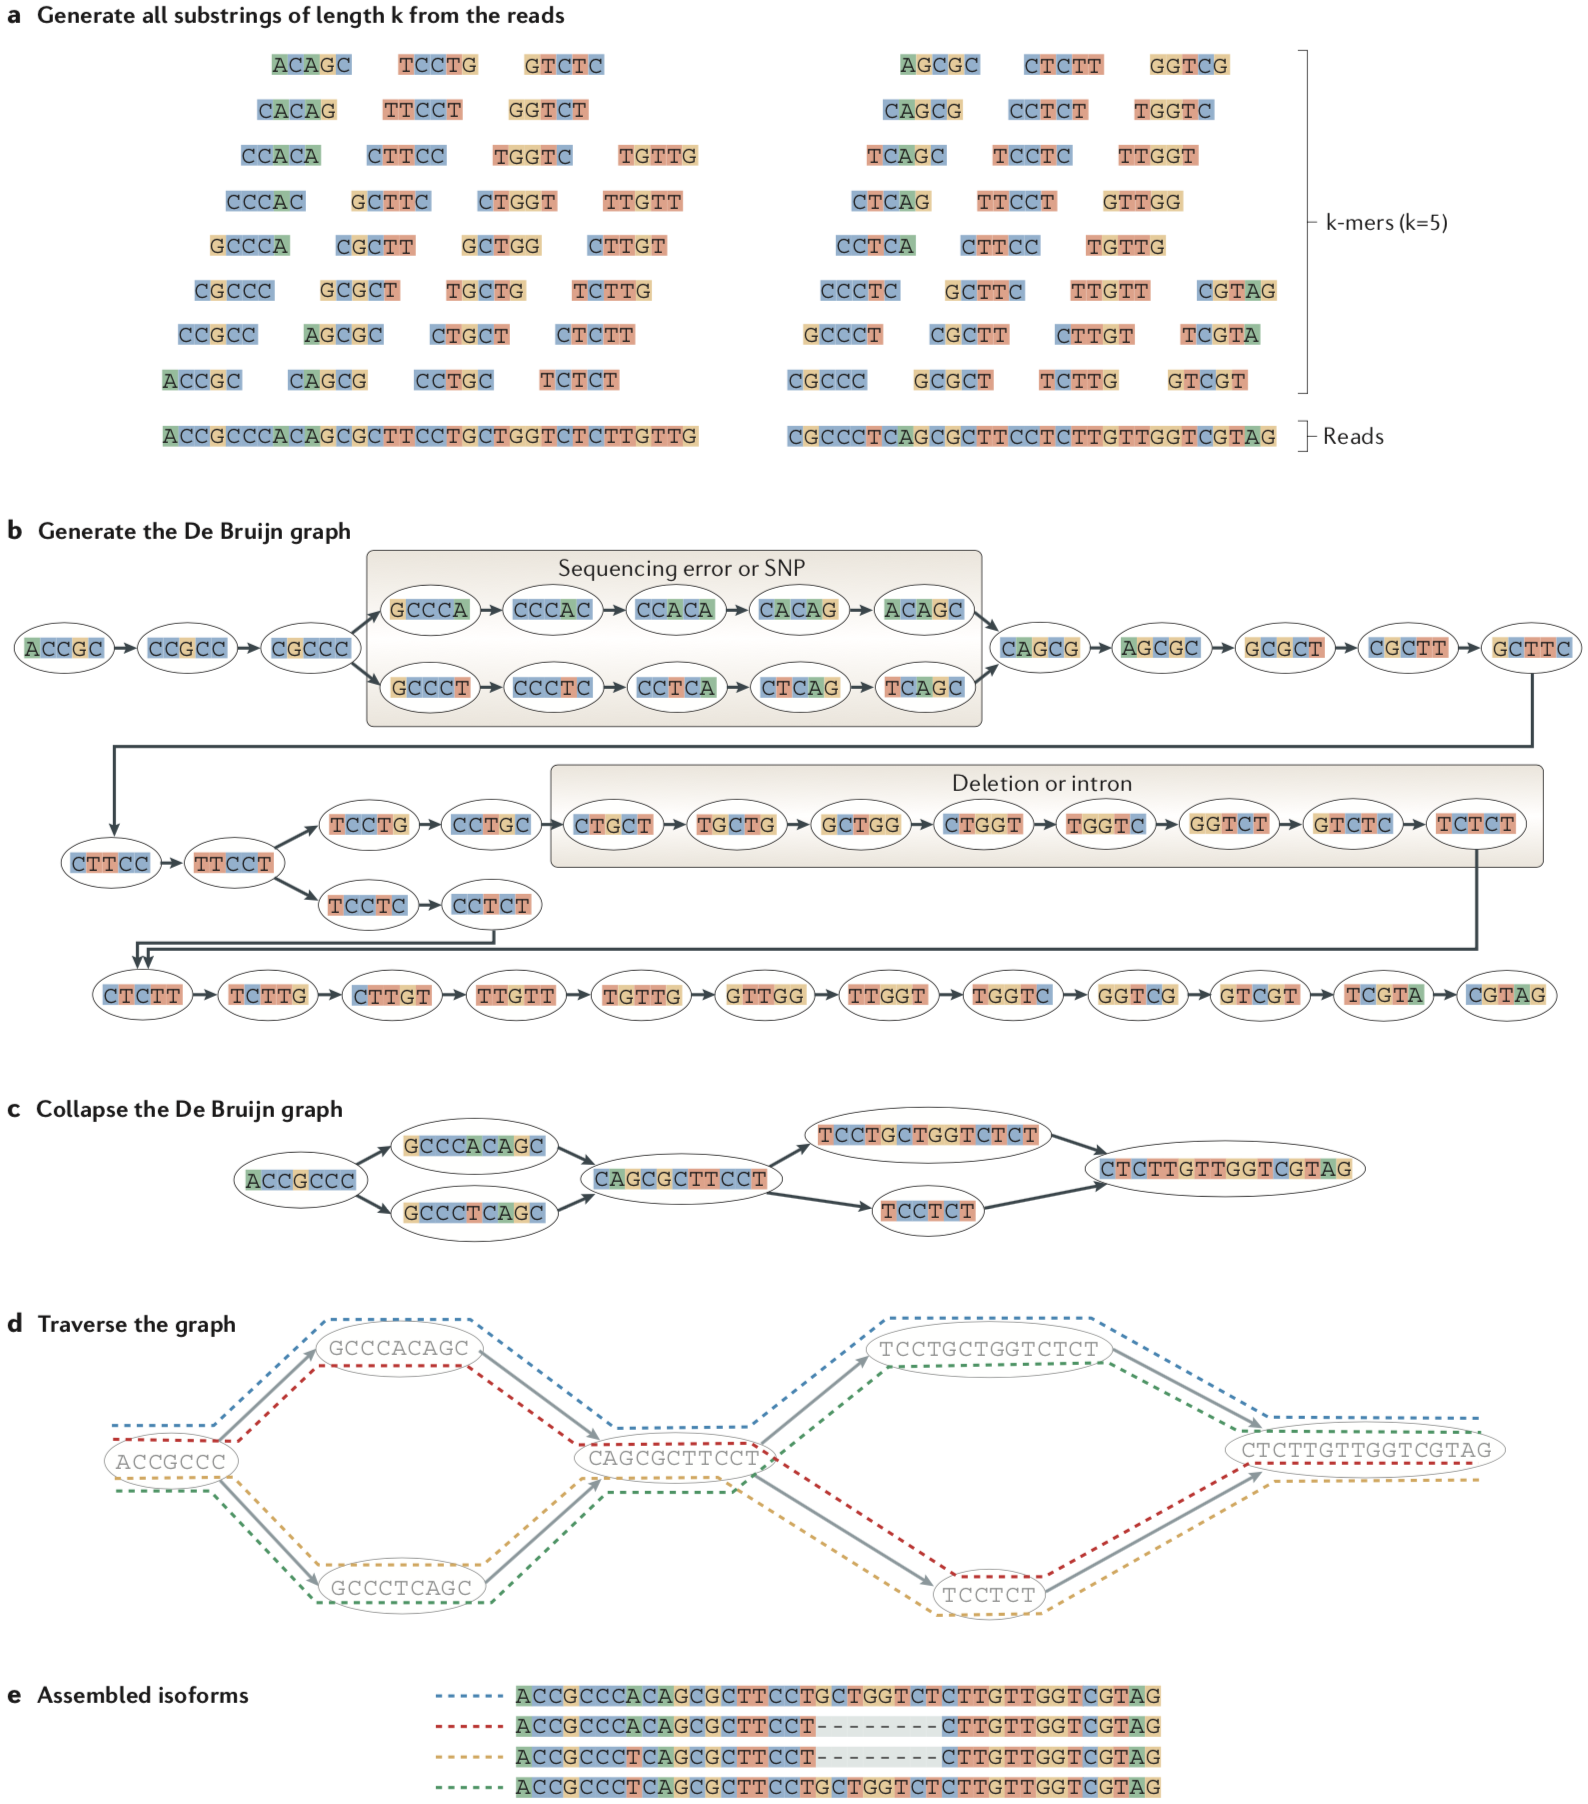 a Generate all substrings of length k from the reads
ACAGC TCCTG GTCTC AGCGC CTCTT GGTCG
CACAG TTCCT GGTCT CAGCG CCTCT TGGTC
CCACA CTTCC TGGTC TGTTG TCAGC TCCTC TTGGT
CCCAC GCTTC CTGGT TTGTT CTCAG TTCCT GTTGG
GCCCA CGCTT GCTGG CTTGT CCTCA CTTCC TGTTG
k-mers (k=5)
CGCCC GCGCT TGCTG TCTTG CCCTC GCTTC TTGTT CGTAG
CCGCC AGCGC CTGCT CTCTT GCCCT CGCTT CTTGT TCGTA
ACCGC CAGCG CCTGC TCTCT CGCCC GCGCT TCTTG GTCGT
ACCGCCCACAGCGCTTCCTGCTGGTCTCTTGTTG CGCCCTCAGCGCTTCCTCTTGTTGGTCGTAG Reads
b Generate the De Bruijn graph
Sequencing error or SNP
GCCCA CCCAC CCACA CACAG ACAGC
ACCGC CCGCC CGCCC CAGCG AGCGC GCGCT CGCTT GCTTC
GCCCT CCCTC CCTCA CTCAG TCAGC
Deletion or intron
TCCTG CCTGC CTGCT TGCTG GCTGG CTGGT TGGTC GGTCT GTCTC TCTCT
CTTCC TTCCT
TCCTC CCTCT
CTCTT TCTTG CTTGT TTGTT TGTTG GTTGG TTGGT TGGTC GGTCG GTCGT TCGTA CGTAG
c Collapse the De Bruijn graph
TCCTGCTGGTCTCT
GCCCACAGC
CTCTTGTTGGTCGTAG
ACCGCCC CAGCGCTTCCT
GCCCTCAGC TCCTCT
d Traverse the graph
GCCCACAGC TCCTGCTGGTCTCT
CTCTTGTTGGTCGTAG
ACCGCCC CAGCGCTTCCT
GCCCTCAGC TCCTCT
e Assembled isoforms
ACCGCCCACAGCGCTTCCTGCTGGTCTCTTGTTGGTCGTAG
ACCGCCCACAGCGCTTCCT--------CTTGTTGGTCGTAG
ACCGCCCTCAGCGCTTCCT--------CTTGTTGGTCGTAG
ACCGCCCTCAGCGCTTCCTGCTGGTCTCTTGTTGGTCGTAG